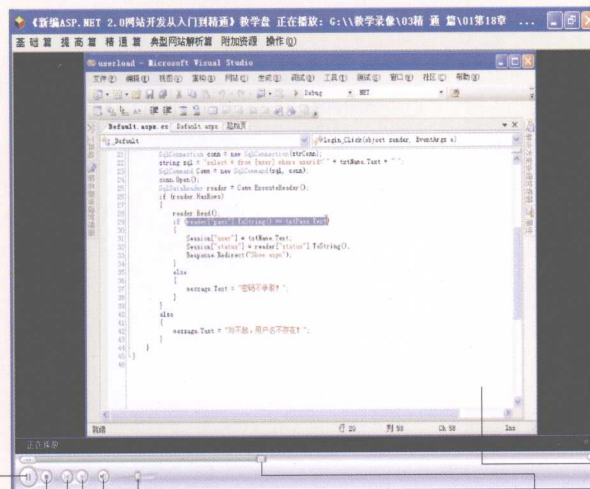 《新编ASP.NET 2.0网站开发从入门到精通》教学盘 正在播放: G:\\教学录像\03精 通 篇\01第18章 ...
基 础 篇 提 高 篇 精 通 篇 典型网站解析篇 附加资源 操作(O)
userload - Microsoft Visual Studio
文件(F) 编辑(E) 视图(V) 重构(R) 网站(S) 生成(B) 调试(D) 工具(T) 测试(S) 窗口(W) 社区(C) 帮助(H)
Debug .NET
Default.aspx.cs Default.aspx 起始页
_Default Login_Click(object sender, EventArgs e)
SqlConnection conn = new SqlConnection(strConn);
string sql = "select * from [user] where userid='" + txtName.Text + "'";
SqlCommand Comm = new SqlCommand(sql, conn);
conn.Open();
SqlDataReader reader = Comm.ExecuteReader();
if (reader.HasRows)
{
reader.Read();
if (reader["pass"].ToString() == txtPass.Text)
{
Session["user"] = txtName.Text;
Session["status"] = reader["status"].ToString();
Response.Redirect("Show.aspx");
}
else
{
message.Text = "密码不争取！";
}
}
else
{
message.Text = "对不起，用户名不存在！";
}
}
}
就绪 行 29 列 58 Ch 58 Ins
正在播放